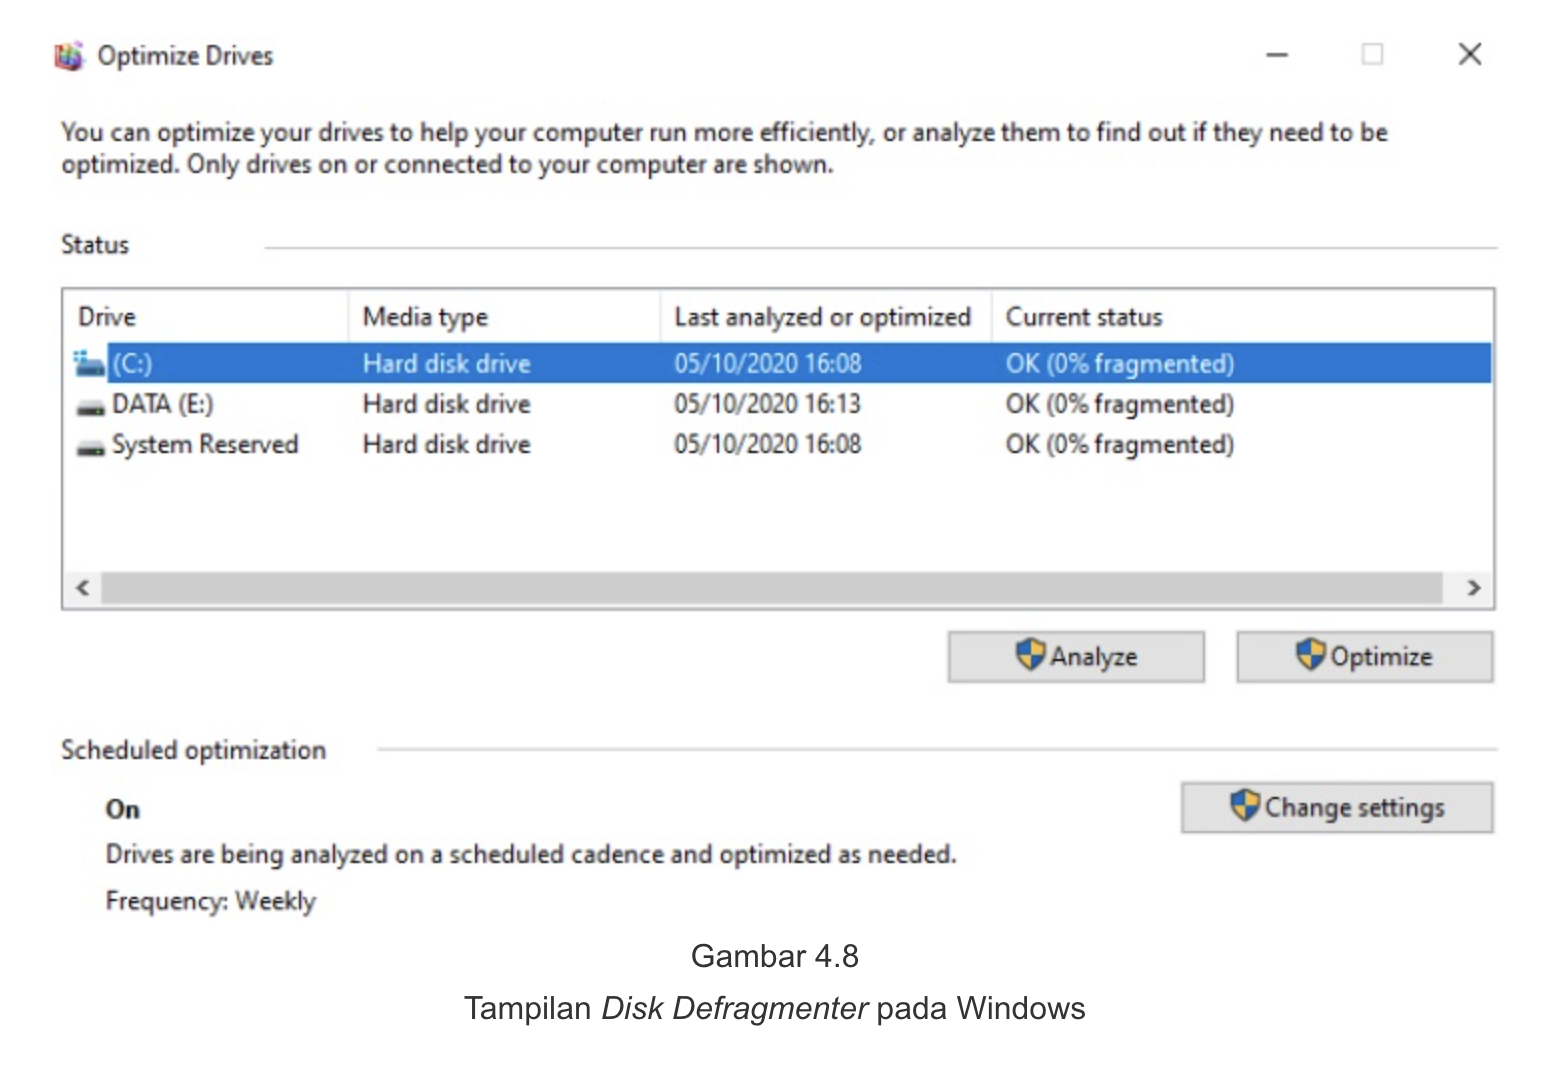 Optimize Drives
You can optimize your drives to help your computer run more efficiently, or analyze them to find out if they need to be
optimized. Only drives on or connected to your computer are shown.
Status
Drive Media type Last analyzed or optimized Current status
(C:) Hard disk drive 05/10/2020 16:08 OK (0% fragmented)
DATA (E:) Hard disk drive 05/10/2020 16:13 OK (0% fragmented)
System Reserved Hard disk drive 05/10/2020 16:08 OK (0% fragmented)
Analyze Optimize
Scheduled optimization
On
Change settings
Drives are being analyzed on a scheduled cadence and optimized as needed.
Frequency: Weekly
Gambar 4.8
Tampilan Disk Defragmenter pada Windows